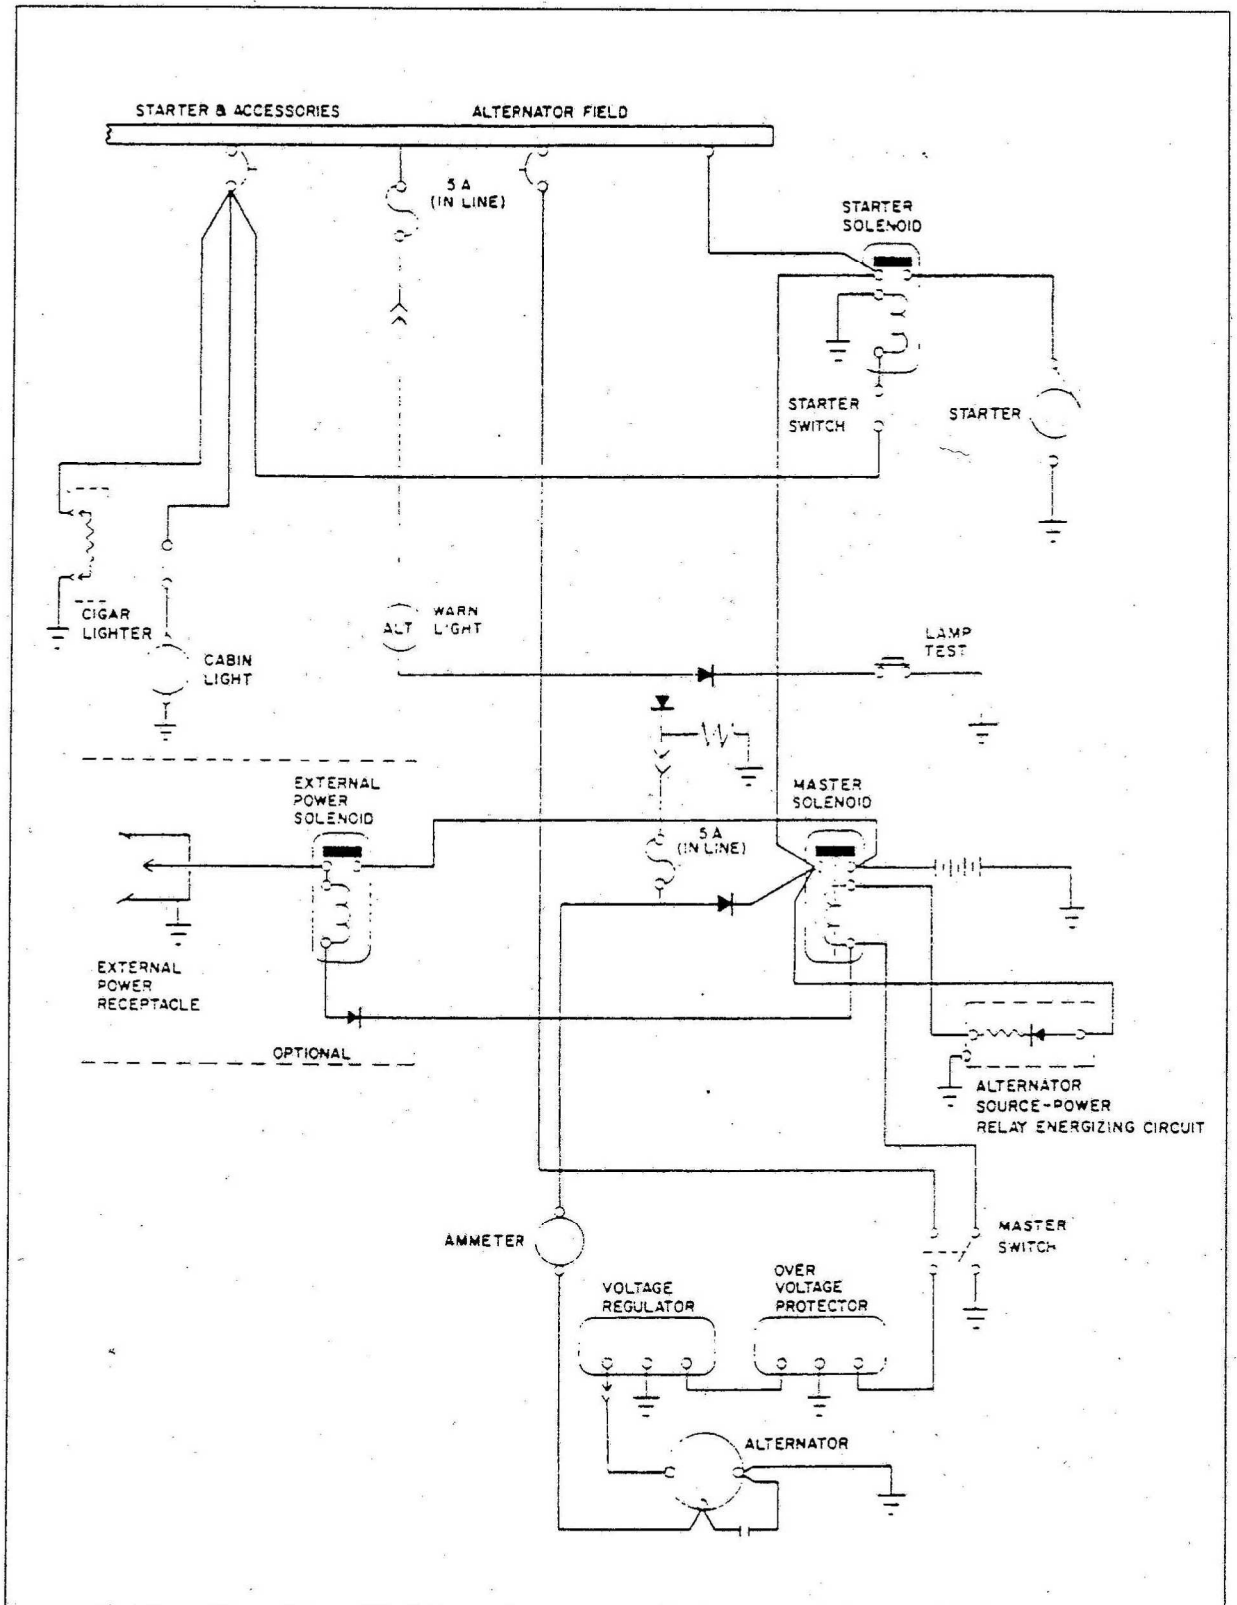 STARTER & ACCESSORIES
ALTERNATOR FIELD
5 A
(IN LINE)
STARTER
SOLENOID
STARTER
SWITCH
STARTER
CIGAR
LIGHTER
CABIN
LIGHT
ALT
WARN
LIGHT
LAMP
TEST
EXTERNAL
POWER
SOLENOID
MASTER
SOLENOID
5 A
(IN LINE)
EXTERNAL
POWER
RECEPTACLE
OPTIONAL
ALTERNATOR
SOURCE-POWER
RELAY ENERGIZING CIRCUIT
AMMETER
MASTER
SWITCH
VOLTAGE
REGULATOR
OVER
VOLTAGE
PROTECTOR
ALTERNATOR